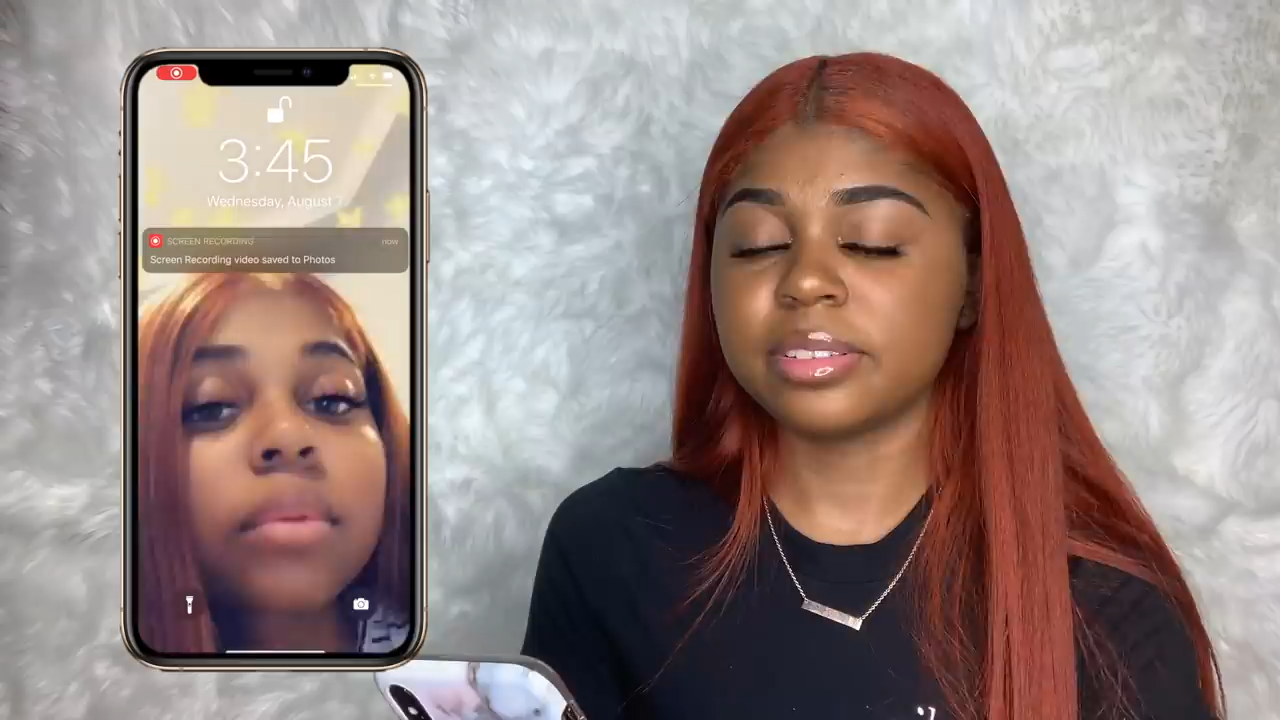 3:45
Wednesday, August 7
SCREEN RECORDING
now
Screen Recording video saved to Photos